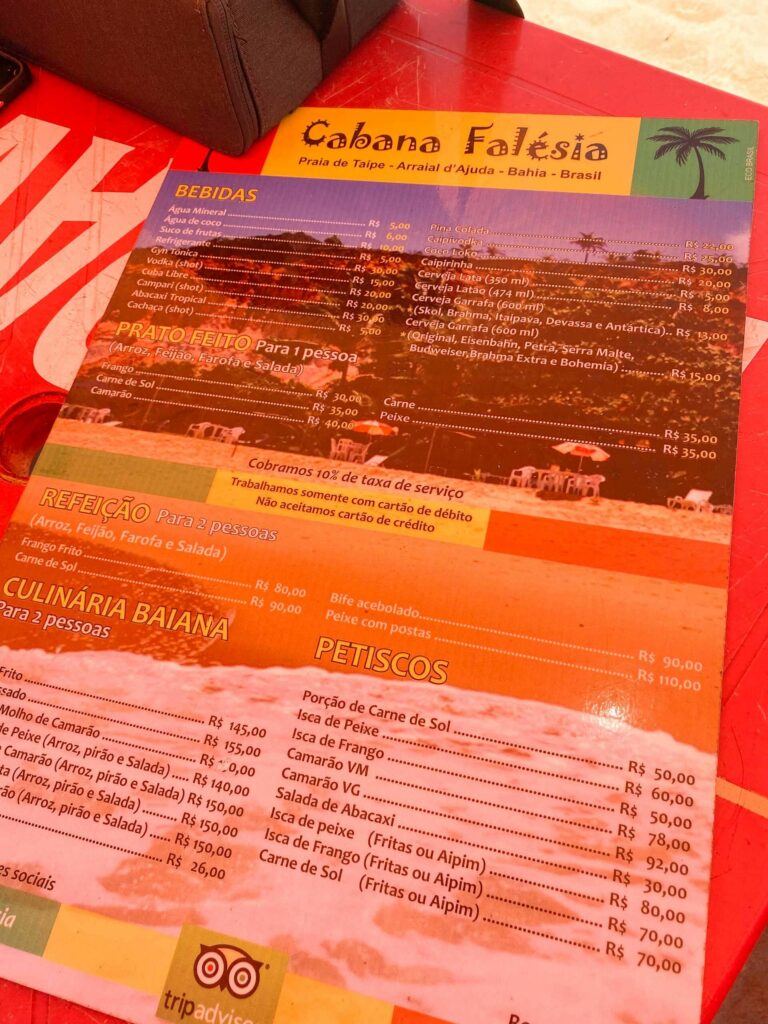 Cabana Falésia
Praia de Taípe - Arraial d'Ajuda - Bahia - Brasil
ECO BRASIL
BEBIDAS
Água Mineral R$ 5,00
Água de coco R$ 6,00
Suco de frutas R$ 10,00
Refrigerante R$ 5,00
Gyn Tônica R$ 30,00
Vodka (shot) R$ 15,00
Cuba Libre R$ 20,00
Campari (shot) R$ 20,00
Abacaxi Tropical R$ 30,00
Cachaça (shot) R$ 5,00
Pina Colada R$ 22,00
Caipivodka R$ 25,00
Coco Loko R$ 30,00
Caipirinha R$ 20,00
Cerveja Lata (350 ml) R$ 5,00
Cerveja Latão (474 ml) R$ 8,00
Cerveja Garrafa (600 ml)
(Skol, Brahma, Itaipava, Devassa e Antártica).. R$ 13,00
Cerveja Garrafa (600 ml)
(Original, Eisenbahn, Petra, Serra Malte,
Budweiser,Brahma Extra e Bohemia) R$ 15,00
PRATO FEITO Para 1 pessoa
(Arroz, Feijão, Farofa e Salada)
Frango R$ 30,00
Carne de Sol R$ 35,00
Camarão R$ 40,00
Carne R$ 35,00
Peixe R$ 35,00
Cobramos 10% de taxa de serviço
Trabalhamos somente com cartão de débito
Não aceitamos cartão de crédito
REFEIÇÃO Para 2 pessoas
(Arroz, Feijão, Farofa e Salada)
Frango Frito R$ 80,00
Carne de Sol R$ 90,00
Bife acebolado R$ 90,00
Peixe com postas R$ 110,00
CULINÁRIA BAIANA
Para 2 pessoas
Frito R$ 145,00
R$ 155,00
Molho de Camarão R$
de Peixe (Arroz, pirão e Salada) R$ 140,00
Camarão (Arroz, pirão e Salada) R$ 150,00
(Arroz, pirão e Salada) R$ 150,00
(Arroz, pirão e Salada) R$ 150,00
R$ 26,00
sociais
PETISCOS
Porção de Carne de Sol R$ 50,00
Isca de Peixe R$ 60,00
Isca de Frango R$ 50,00
Camarão VM R$ 78,00
Camarão VG R$ 92,00
Salada de Abacaxi R$ 30,00
Isca de peixe (Fritas ou Aipim) R$ 80,00
Isca de Frango (Fritas ou Aipim) R$ 70,00
Carne de Sol (Fritas ou Aipim) R$ 70,00
tripadvisor